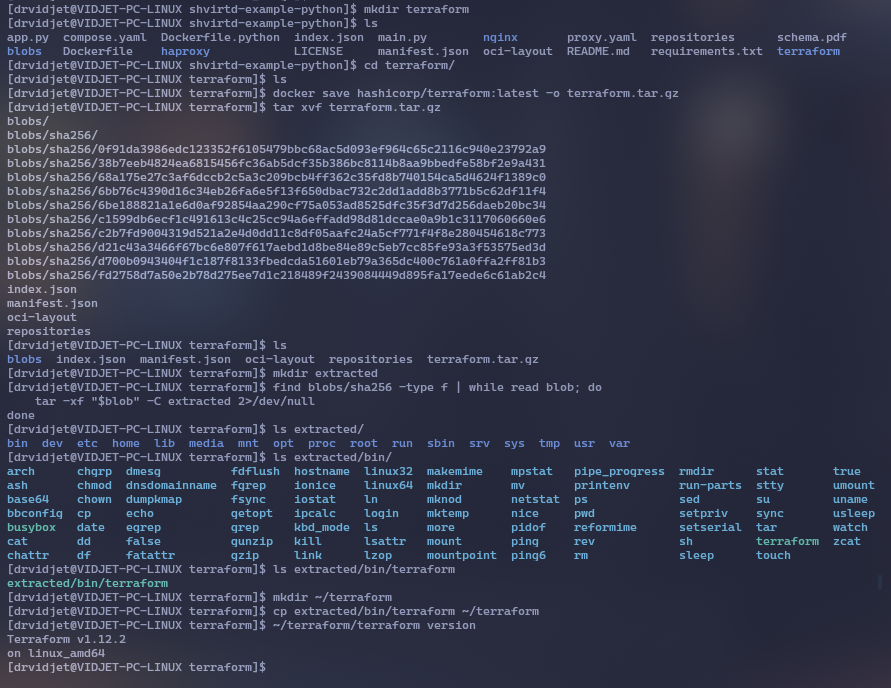 [drvidjet@VIDJET-PC-LINUX shvirtd-example-python]$ mkdir terraform
[drvidjet@VIDJET-PC-LINUX shvirtd-example-python]$ ls
app.py  compose.yaml  Dockerfile.python  index.json  main.py        nginx       proxy.yaml  repositories      schema.pdf
blobs   Dockerfile    haproxy            LICENSE     manifest.json  oci-layout  README.md   requirements.txt  terraform
[drvidjet@VIDJET-PC-LINUX shvirtd-example-python]$ cd terraform/
[drvidjet@VIDJET-PC-LINUX terraform]$ ls
[drvidjet@VIDJET-PC-LINUX terraform]$ docker save hashicorp/terraform:latest -o terraform.tar.gz
[drvidjet@VIDJET-PC-LINUX terraform]$ tar xvf terraform.tar.gz
blobs/
blobs/sha256/
blobs/sha256/0f91da3986edc123352f6105479bbc68ac5d093ef964c65c2116c940e23792a9
blobs/sha256/38b7eeb4824ea6815456fc36ab5dcf35b386bc8114b8aa9bbedfe58bf2e9a431
blobs/sha256/68a175e27c3af6dccb2c5a3c209bcb4ff362c35fd8b740154ca5d4624f1389c0
blobs/sha256/6bb76c4390d16c34eb26fa6e5f13f650dbac732c2dd1add8b3771b5c62df11f4
blobs/sha256/6be188821a1e6d0af92854aa290cf75a053ad8525dfc35f3d7d256daeb20bc34
blobs/sha256/c1599db6ecf1c491613c4c25cc94a6effadd98d81dccae0a9b1c3117060660e6
blobs/sha256/c2b7fd9004319d521a2e4d0dd11c8df05aafc24a5cf771f4f8e280454618c773
blobs/sha256/d21c43a3466f67bc6e807f617aebd1d8be84e89c5eb7cc85fe93a3f53575ed3d
blobs/sha256/d700b0943404f1c187f8133fbedcda51601eb79a365dc400c761a0ffa2ff81b3
blobs/sha256/fd2758d7a50e2b78d275ee7d1c218489f2439084449d895fa17eede6c61ab2c4
index.json
manifest.json
oci-layout
repositories
[drvidjet@VIDJET-PC-LINUX terraform]$ ls
blobs  index.json  manifest.json  oci-layout  repositories  terraform.tar.gz
[drvidjet@VIDJET-PC-LINUX terraform]$ mkdir extracted
[drvidjet@VIDJET-PC-LINUX terraform]$ find blobs/sha256 -type f | while read blob; do
    tar -xf "$blob" -C extracted 2>/dev/null
done
[drvidjet@VIDJET-PC-LINUX terraform]$ ls extracted/
bin  dev  etc  home  lib  media  mnt  opt  proc  root  run  sbin  srv  sys  tmp  usr  var
[drvidjet@VIDJET-PC-LINUX terraform]$ ls extracted/bin/
arch      chgrp  dmesg          fdflush  hostname  linux32  makemime    mpstat   pipe_progress  rmdir      stat       true
ash       chmod  dnsdomainname  fgrep    ionice    linux64  mkdir       mv       printenv       run-parts  stty       umount
base64    chown  dumpkmap       fsync    iostat    ln       mknod       netstat  ps             sed        su         uname
bbconfig  cp     echo           getopt   ipcalc    login    mktemp      nice     pwd            setpriv    sync       usleep
busybox   date   egrep          grep     kbd_mode  ls       more        pidof    reformime      setserial  tar        watch
cat       dd     false          gunzip   kill      lsattr   mount       ping     rev            sh         terraform  zcat
chattr    df     fatattr        gzip     link      lzop     mountpoint  ping6    rm             sleep      touch
[drvidjet@VIDJET-PC-LINUX terraform]$ ls extracted/bin/terraform
extracted/bin/terraform
[drvidjet@VIDJET-PC-LINUX terraform]$ mkdir ~/terraform
[drvidjet@VIDJET-PC-LINUX terraform]$ cp extracted/bin/terraform ~/terraform
[drvidjet@VIDJET-PC-LINUX terraform]$ ~/terraform/terraform version
Terraform v1.12.2
on linux_amd64
[drvidjet@VIDJET-PC-LINUX terraform]$